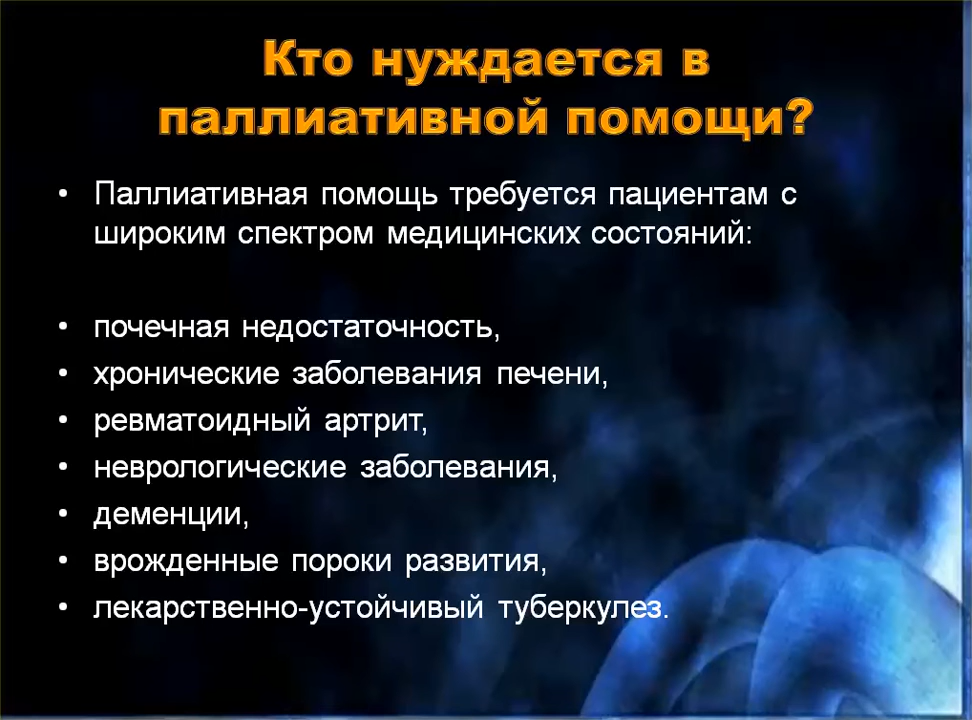 Кто нуждается в
паллиативной помощи?
• Паллиативная помощь требуется пациентам с
широким спектром медицинских состояний:
• почечная недостаточность,
• хронические заболевания печени,
• ревматоидный артрит,
• неврологические заболевания,
• деменции,
• врожденные пороки развития,
• лекарственно-устойчивый туберкулез.